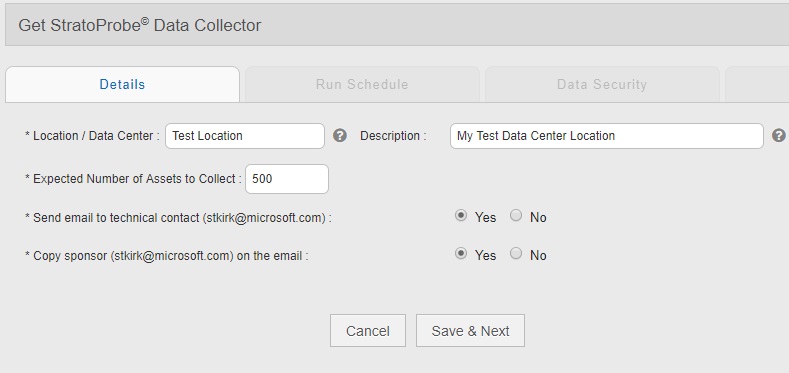 Get StratoProbe© Data Collector
Details Run Schedule Data Security
* Location / Data Center : Test Location ? Description : My Test Data Center Location ?
* Expected Number of Assets to Collect : 500
* Send email to technical contact (stkirk@microsoft.com) : Yes No
* Copy sponsor (stkirk@microsoft.com) on the email : Yes No
Cancel Save & Next